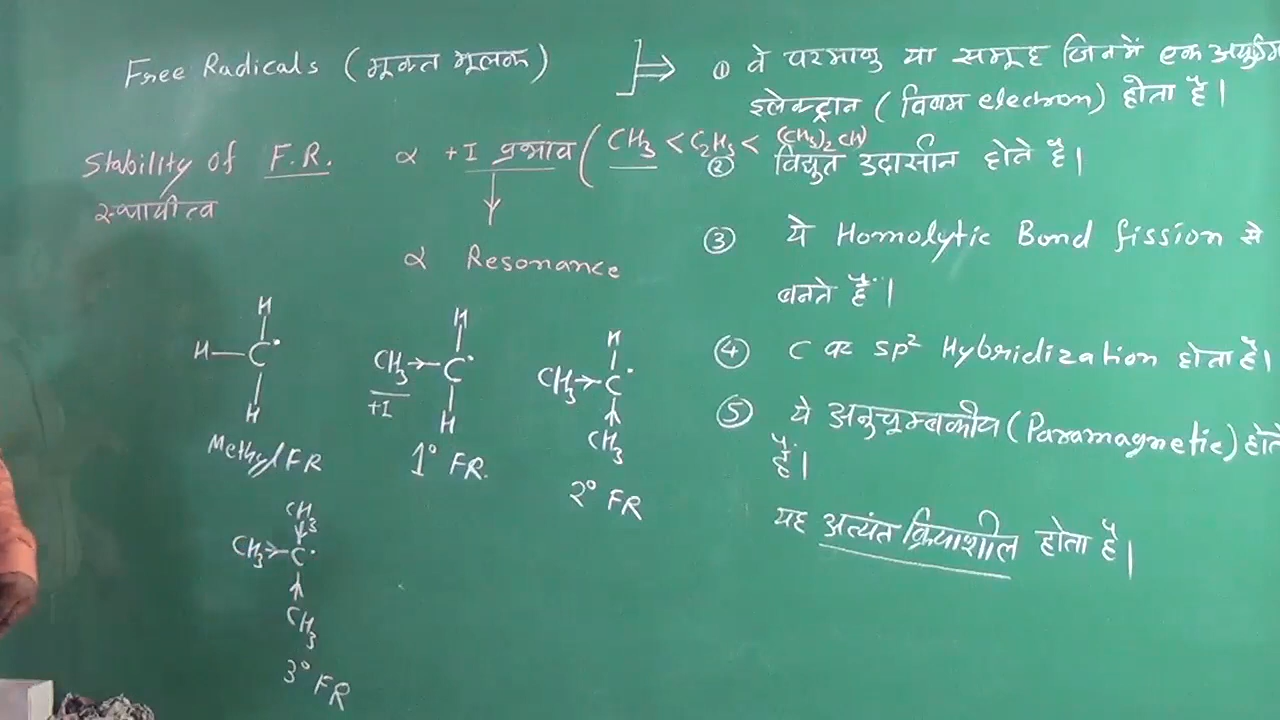 Free Radicals (मूक्त मूलक)
Stability of F.R. ∝ +I प्रभाव ( CH3 < C2H5 < (CH3)2 CH)
स्थायीत्व
∝ Resonance
H
H—C•
H
Methyl FR
H
CH3→C•
+I
H
1° FR.
H
CH3→C•
CH3
2° FR
CH3
CH3→C•
CH3
3° FR
① वे परमाणु या समूह जिनमें एक
इलेक्ट्रान (विषम electron) होता है।
② विद्युत उदासीन होते है।
③ ये Homolytic Bond fission से
बनते हैं।
④ C का sp² Hybridization होता है।
⑤ ये अनुचूम्बकीय (Paramagnetic) होते
हैं।
यह अत्यंत क्रियाशील होता है।